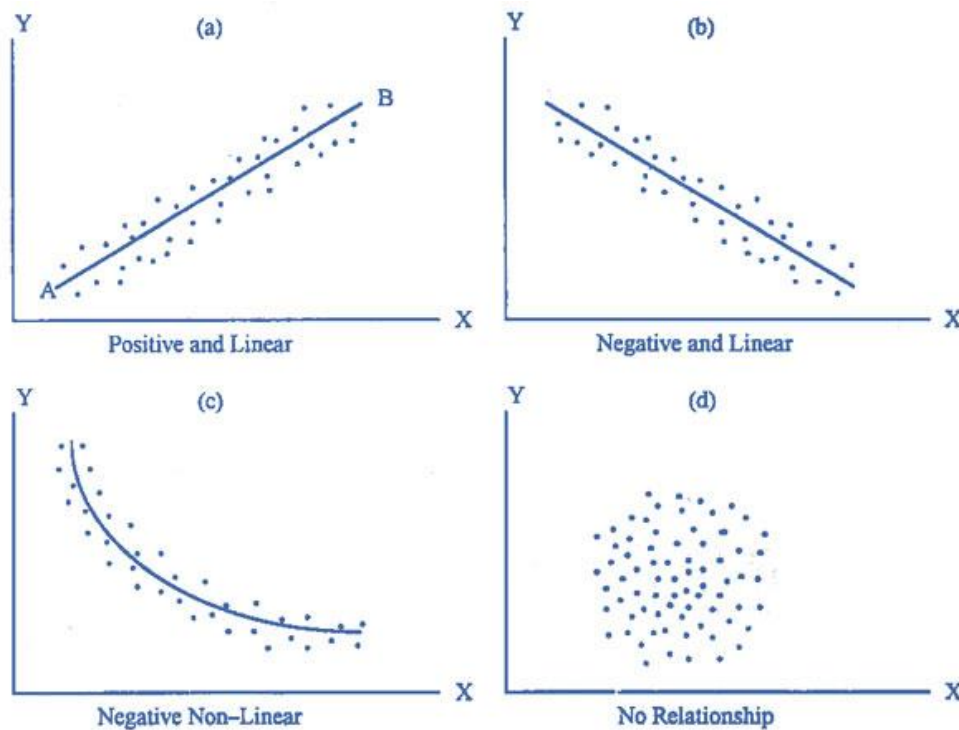 Y
(a)
B
A
X
Positive and Linear
Y
(b)
X
Negative and Linear
Y
(c)
X
Negative Non–Linear
Y
(d)
X
No Relationship